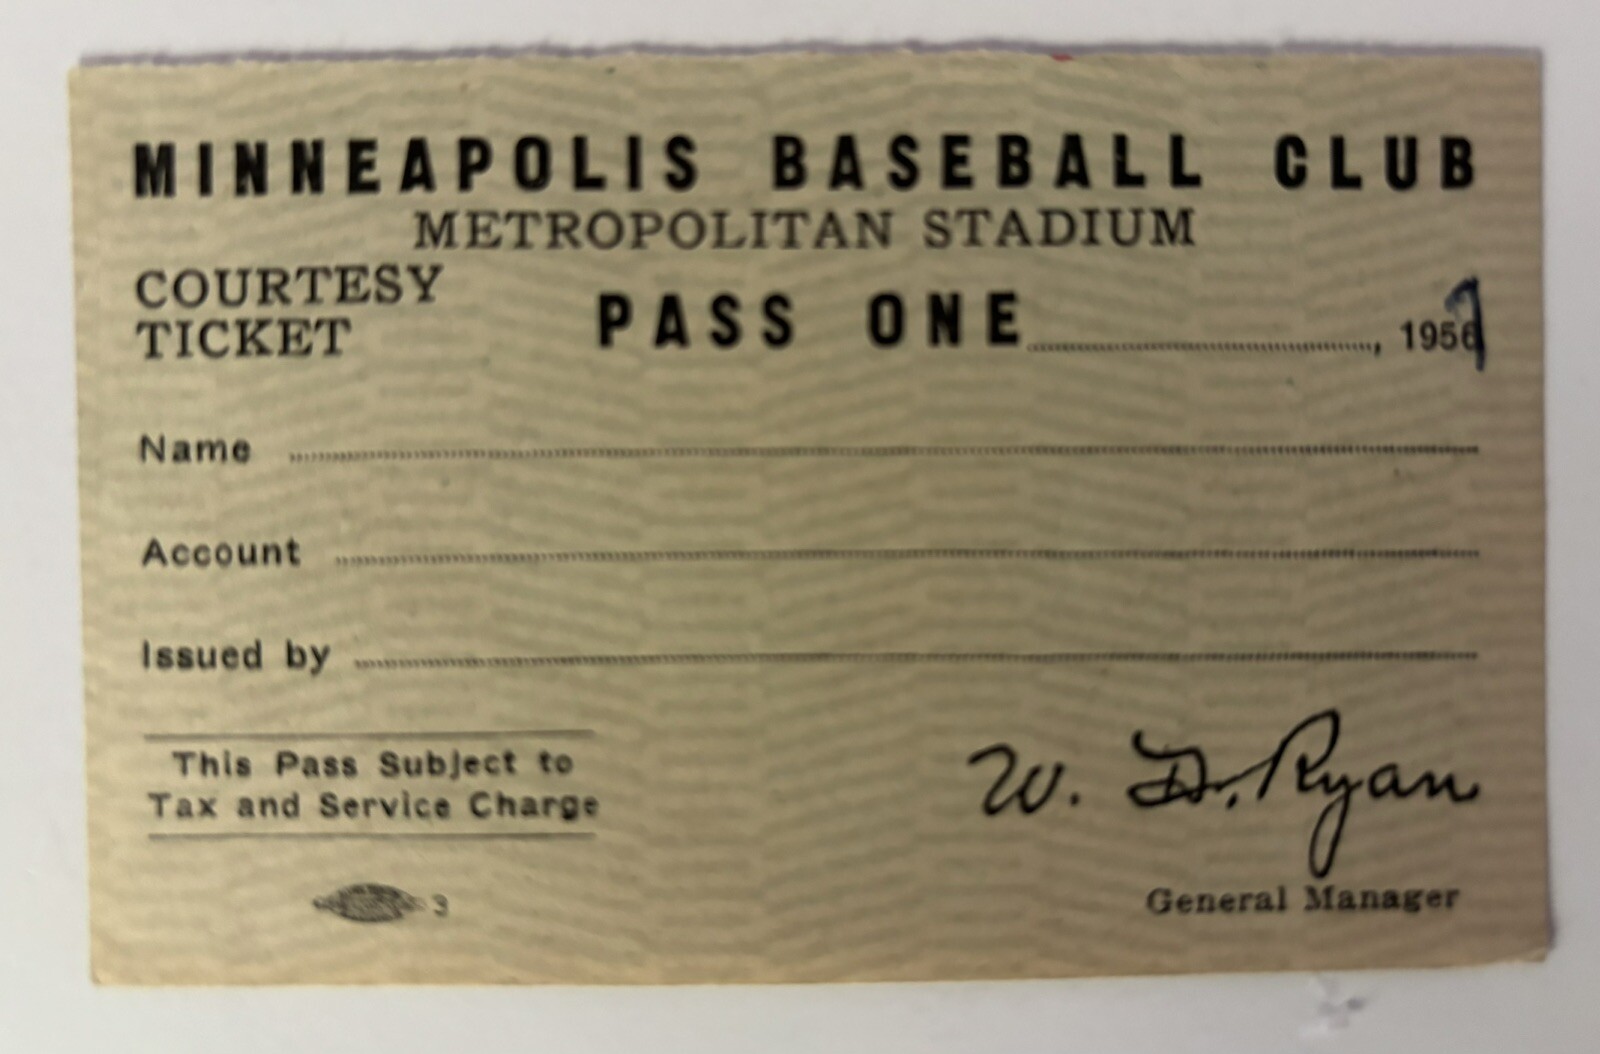 MINNEAPOLIS BASEBALL CLUB
METROPOLITAN STADIUM
COURTESY
TICKET
PASS ONE ..............................., 1957
Name
Account
Issued by
This Pass Subject to
Tax and Service Charge
W. D. Ryan
3
General Manager